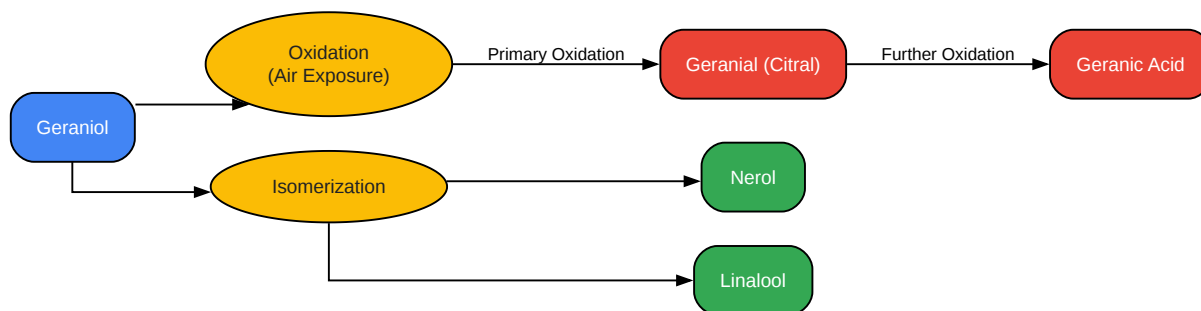 Oxidation
(Air Exposure)
Primary Oxidation
Geranial (Citral)
Further Oxidation
Geranic Acid
Geraniol
Isomerization
Nerol
Linalool